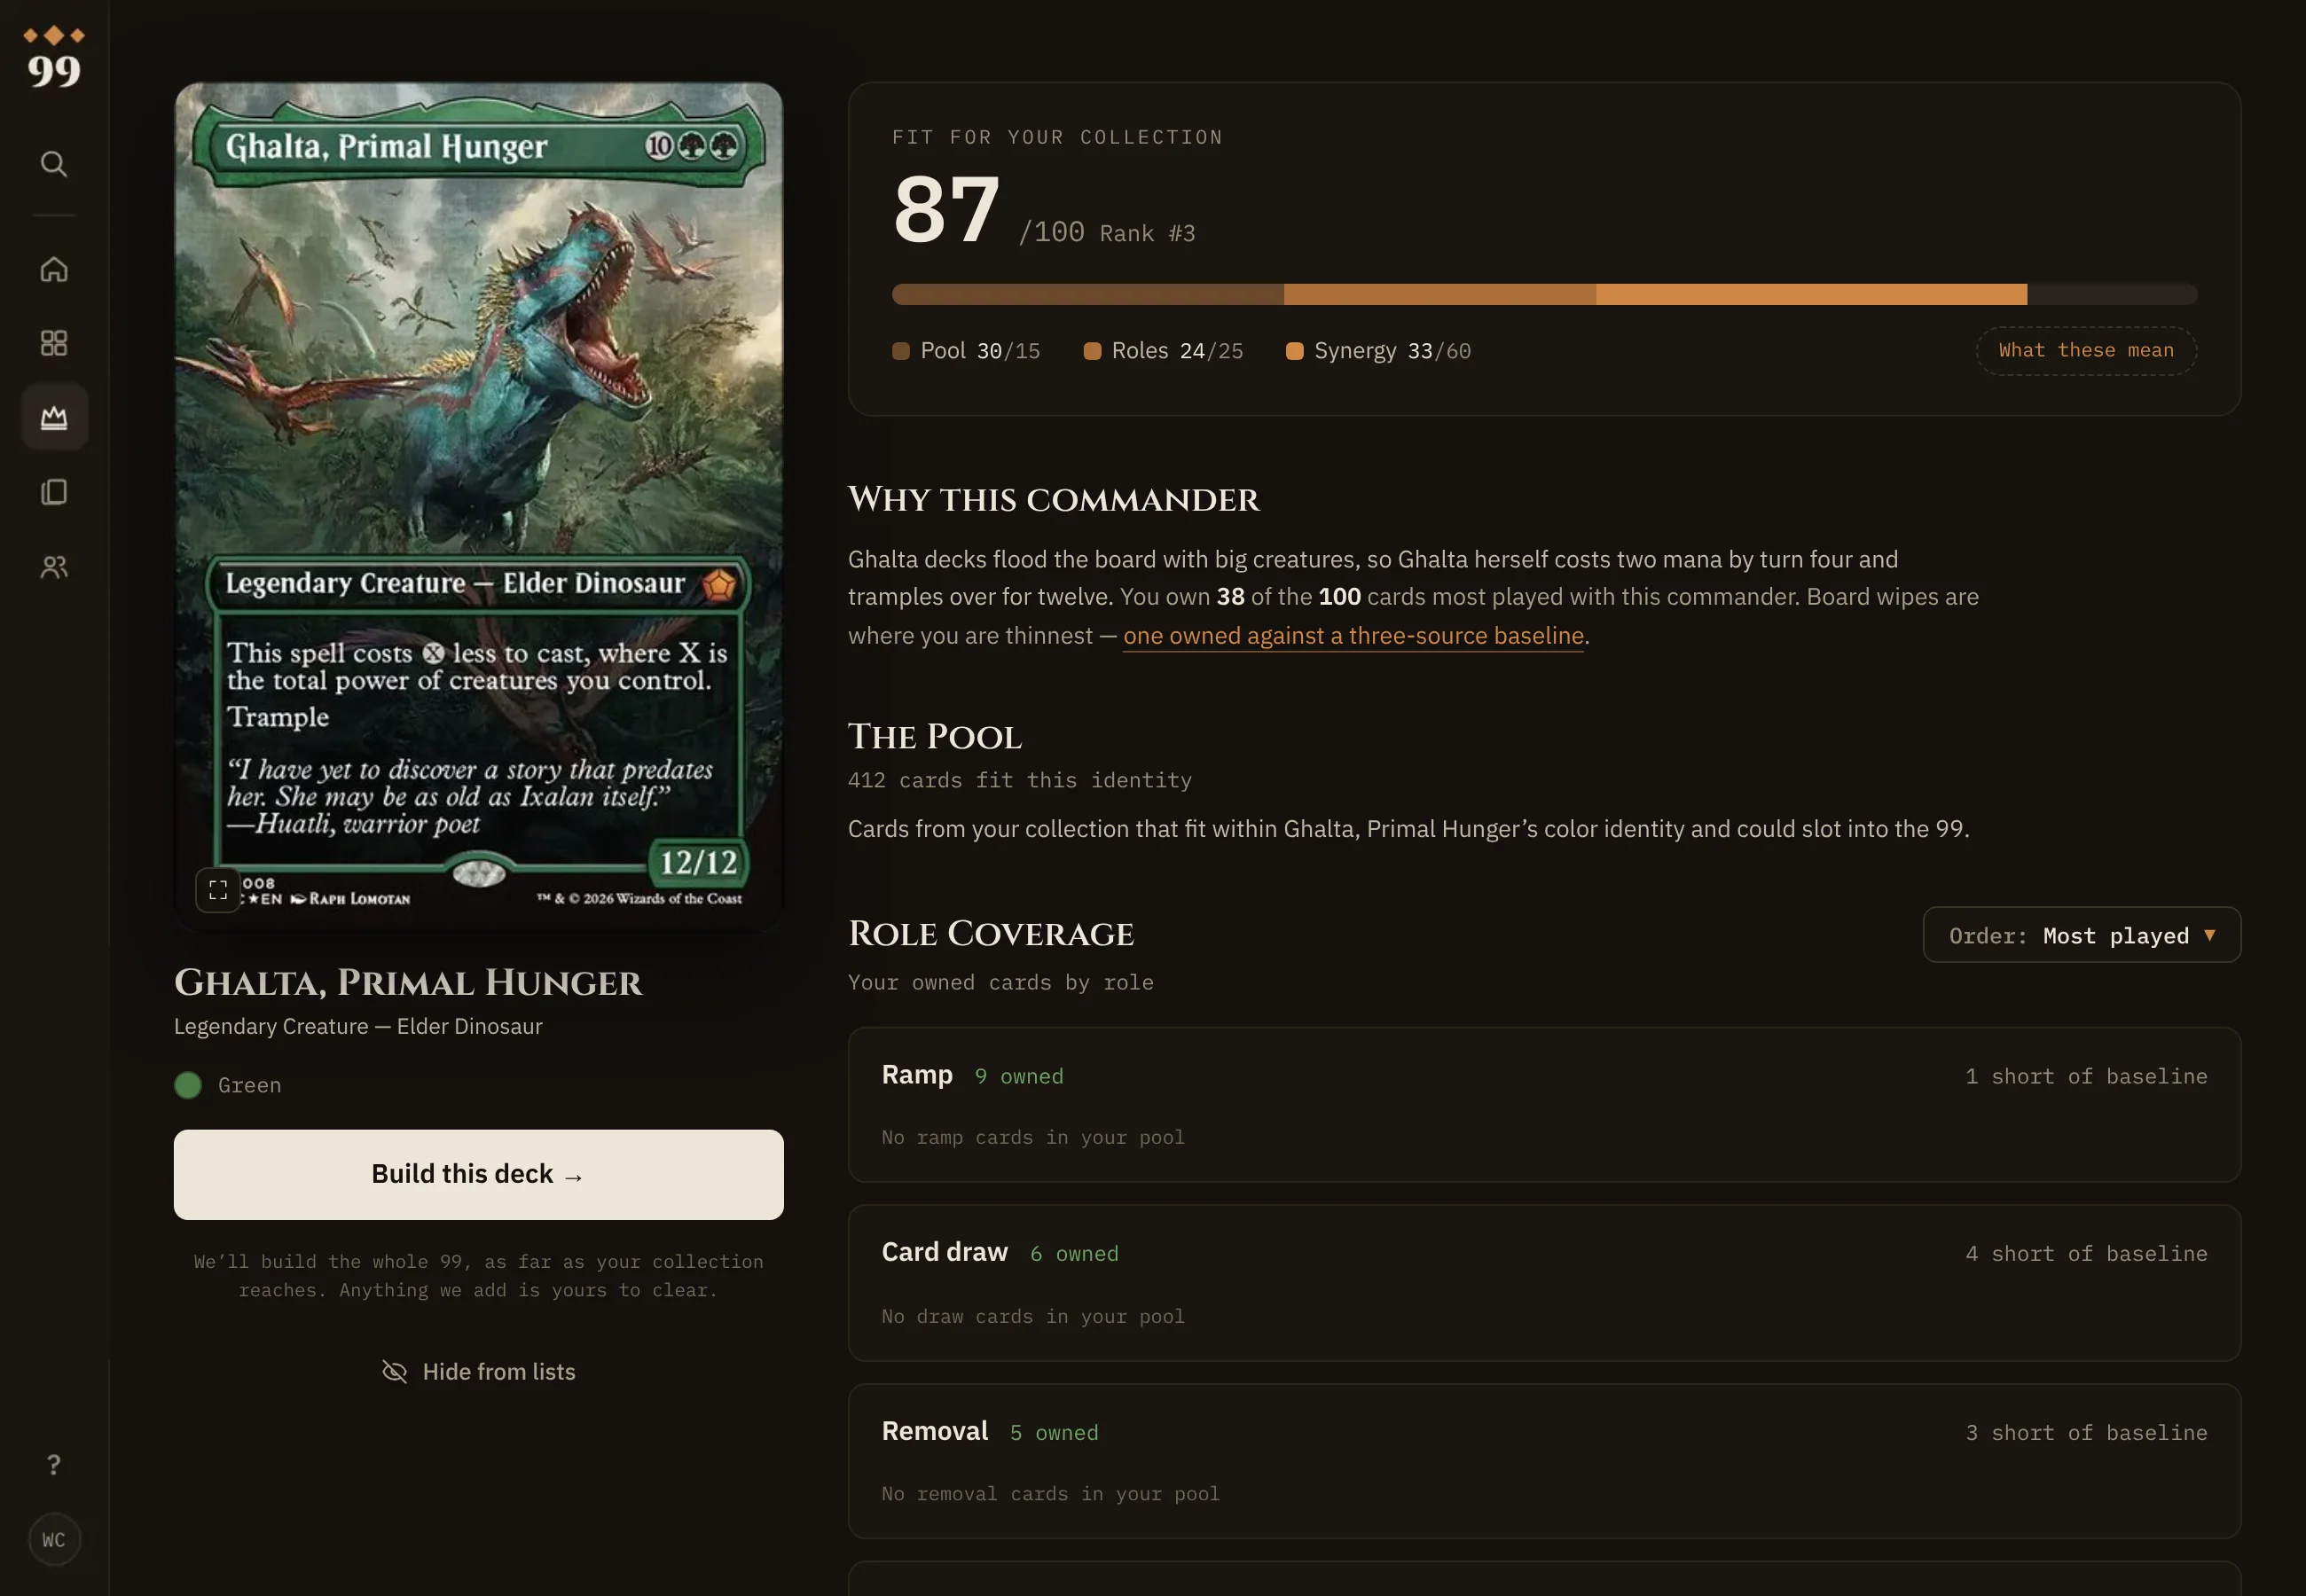 99
Ghalta, Primal Hunger 10
Legendary Creature — Elder Dinosaur
This spell costs X less to cast, where X is
the total power of creatures you control.
Trample
“I have yet to discover a story that predates
her. She may be as old as Ixalan itself.”
—Huatli, warrior poet
12/12
008
★EN RAPH LOMOTAN
™ & © 2026 Wizards of the Coast
GHALTA, PRIMAL HUNGER
Legendary Creature — Elder Dinosaur
Green
Build this deck →
We’ll build the whole 99, as far as your collection
reaches. Anything we add is yours to clear.
Hide from lists
?
WC
FIT FOR YOUR COLLECTION
87 /100 Rank #3
Pool 30/15 Roles 24/25 Synergy 33/60 What these mean
WHY THIS COMMANDER
Ghalta decks flood the board with big creatures, so Ghalta herself costs two mana by turn four and
tramples over for twelve. You own 38 of the 100 cards most played with this commander. Board wipes are
where you are thinnest — one owned against a three-source baseline.
THE POOL
412 cards fit this identity
Cards from your collection that fit within Ghalta, Primal Hunger’s color identity and could slot into the 99.
ROLE COVERAGE
Order: Most played ▼
Your owned cards by role
Ramp 9 owned 1 short of baseline
No ramp cards in your pool
Card draw 6 owned 4 short of baseline
No draw cards in your pool
Removal 5 owned 3 short of baseline
No removal cards in your pool